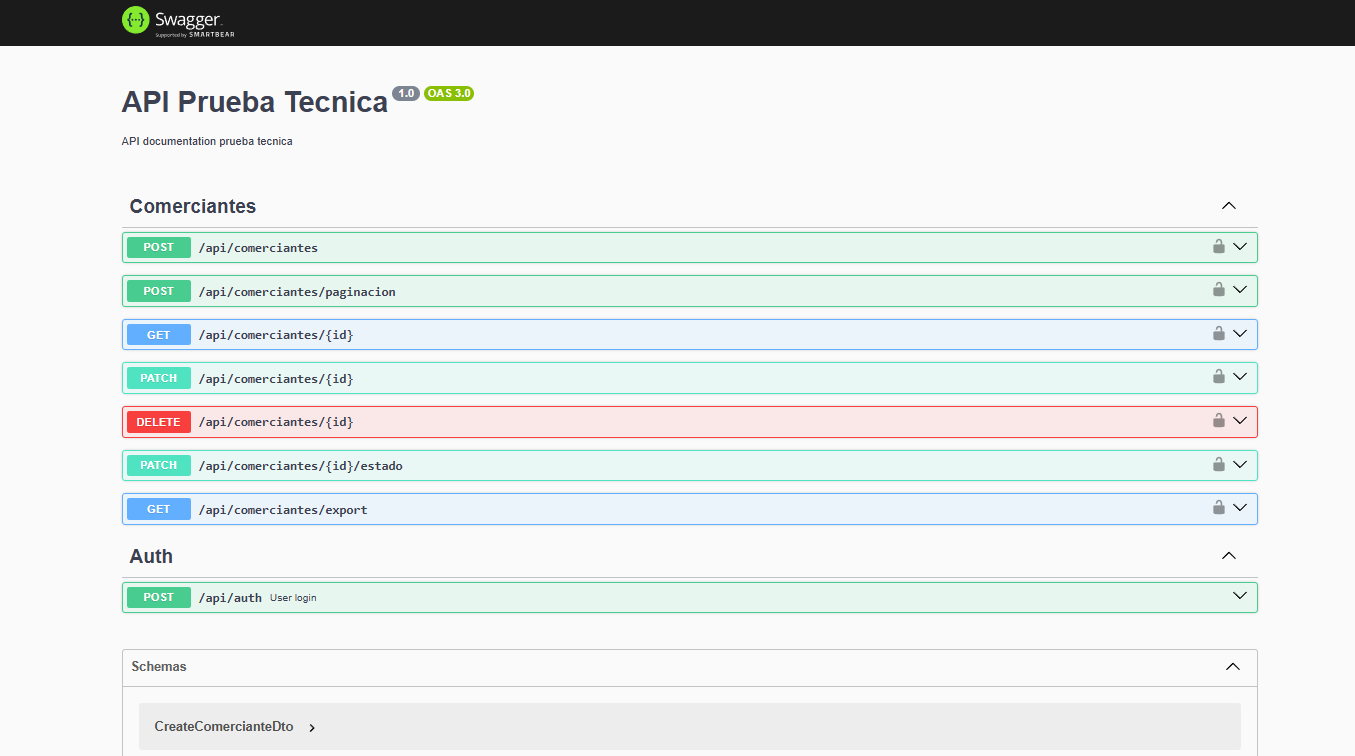 Swagger
Supported by SMARTBEAR
API Prueba Tecnica 1.0 OAS 3.0
API documentation prueba tecnica
Comerciantes
POST /api/comerciantes
POST /api/comerciantes/paginacion
GET /api/comerciantes/{id}
PATCH /api/comerciantes/{id}
DELETE /api/comerciantes/{id}
PATCH /api/comerciantes/{id}/estado
GET /api/comerciantes/export
Auth
POST /api/auth User login
Schemas
CreateComercianteDto